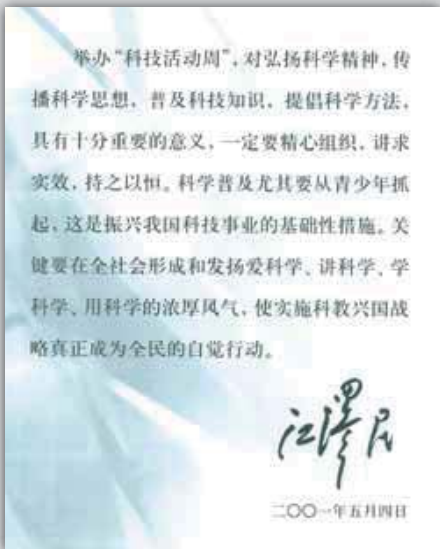 举办“科技活动周”，对弘扬科学精神，传
播科学思想，普及科技知识，提倡科学方法，
具有十分重要的意义，一定要精心组织，讲求
实效，持之以恒。科学普及尤其要从青少年抓
起，这是振兴我国科技事业的基础性措施。关
键要在全社会形成和发扬爱科学、讲科学、学
科学、用科学的浓厚风气，使实施科教兴国战
略真正成为全民的自觉行动。
江泽民
二〇〇一年五月四日